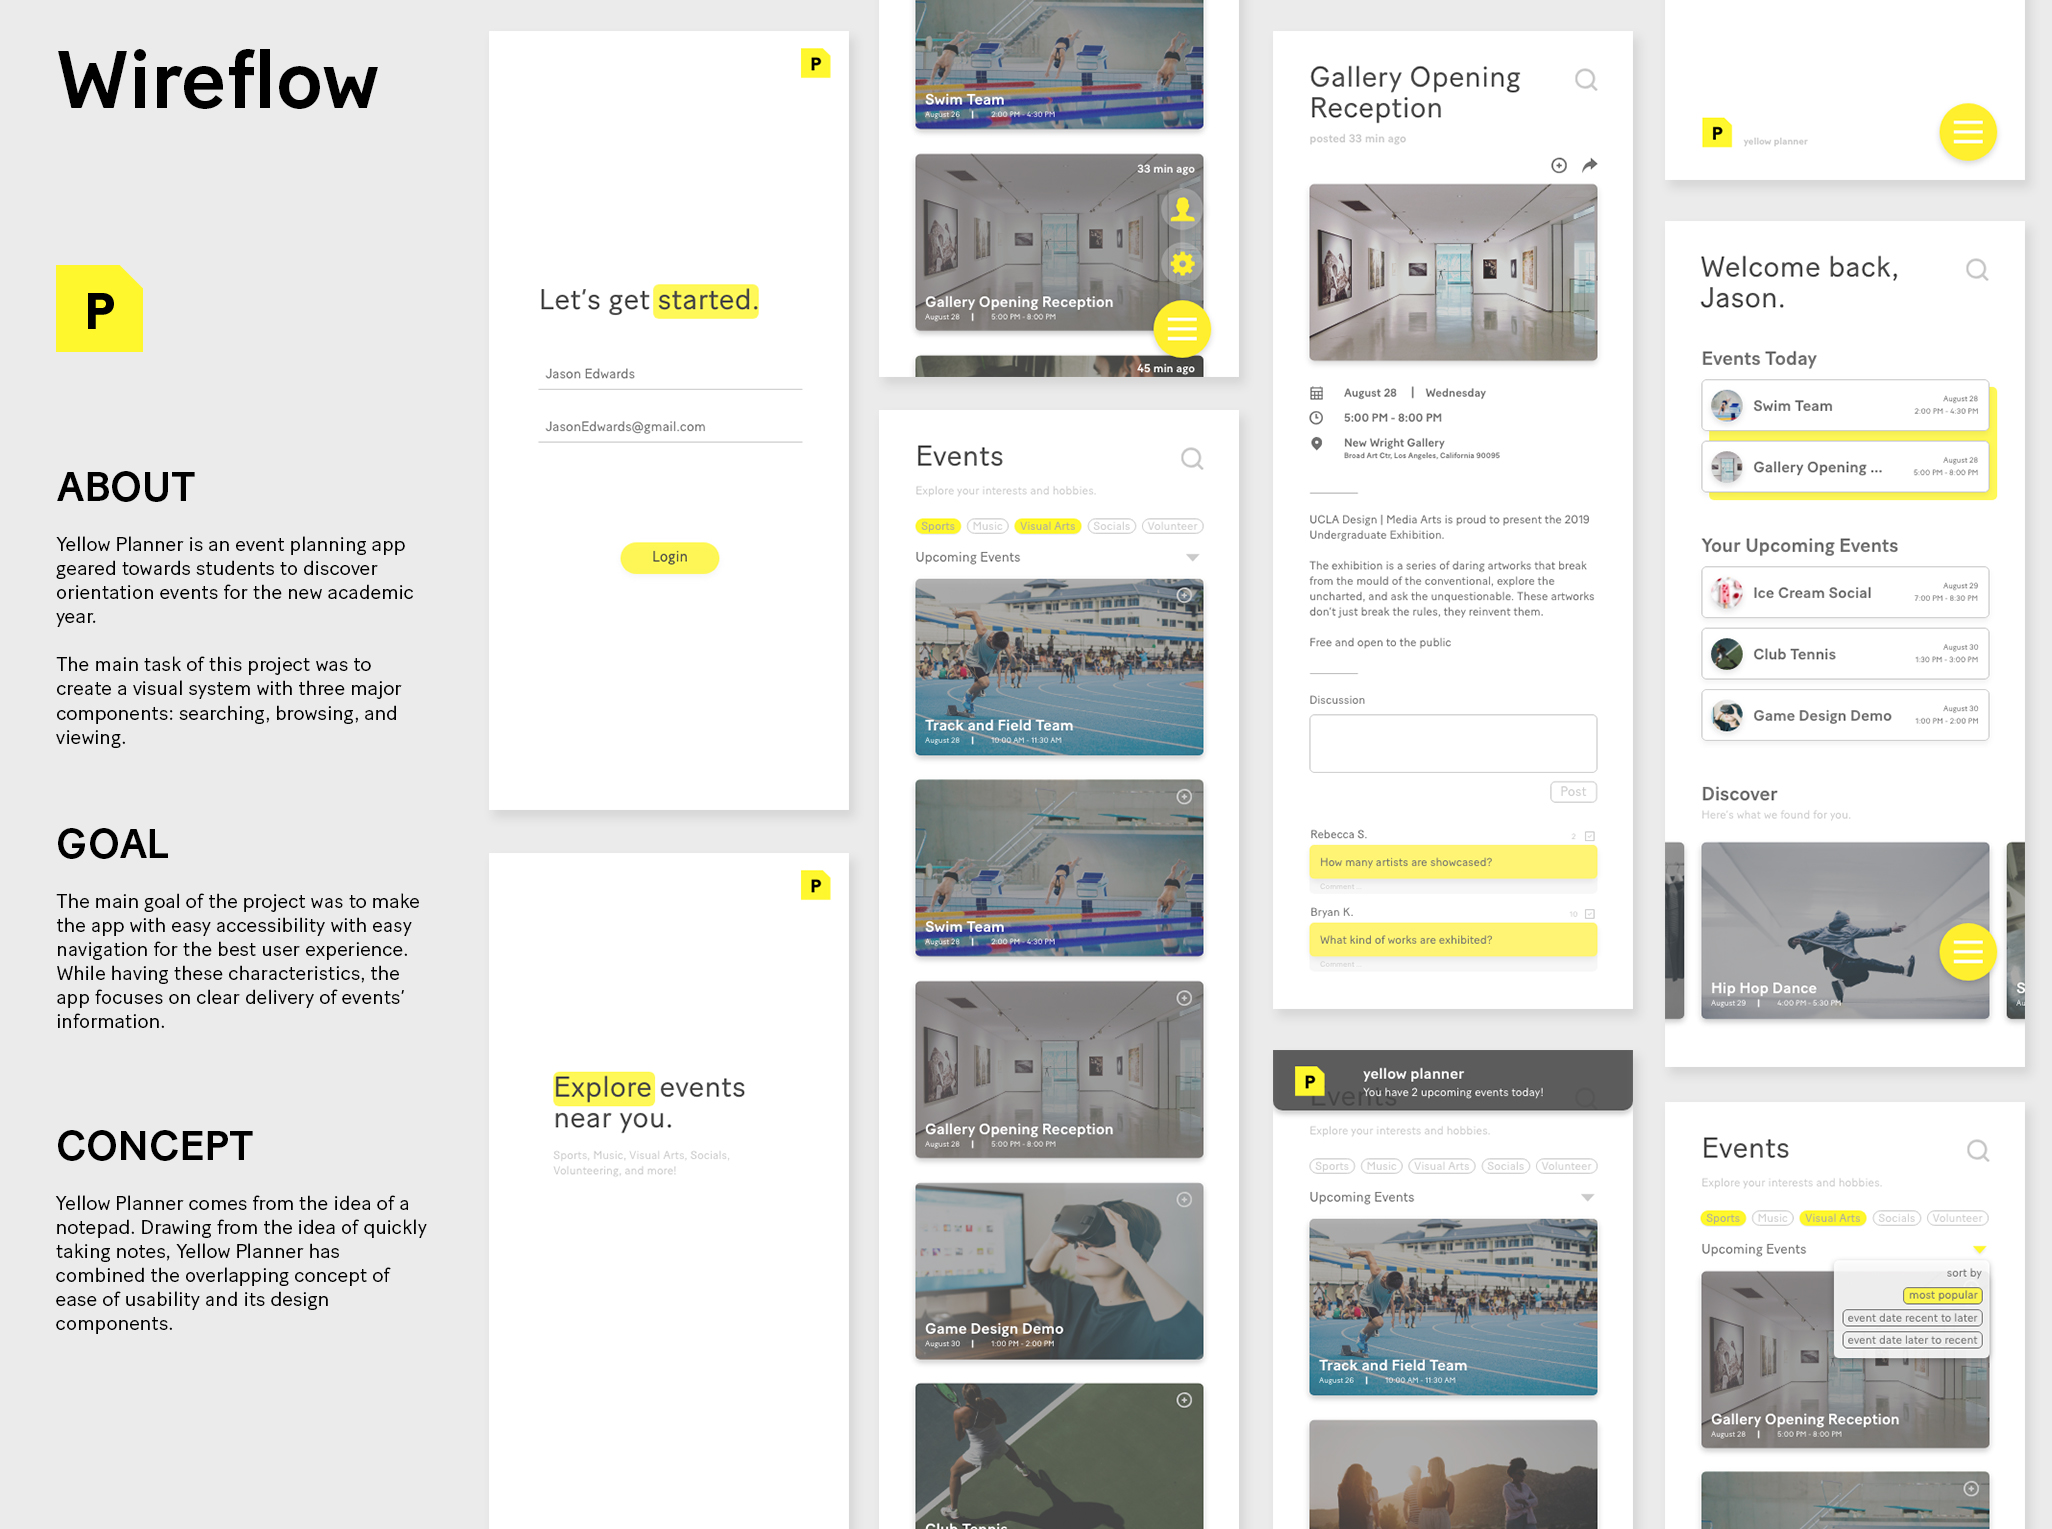 Wireflow
P
ABOUT
Yellow Planner is an event planning app
geared towards students to discover
orientation events for the new academic
year.
The main task of this project was to
create a visual system with three major
components: searching, browsing, and
viewing.
GOAL
The main goal of the project was to make
the app with easy accessibility with easy
navigation for the best user experience.
While having these characteristics, the
app focuses on clear delivery of events'
information.
CONCEPT
Yellow Planner comes from the idea of a
notepad. Drawing from the idea of quickly
taking notes, Yellow Planner has
combined the overlapping concept of
ease of usability and its design
components.
P
Let's get started.
Jason Edwards
JasonEdwards@gmail.com
Login
P
Explore events
near you.
Sports, Music, Visual Arts, Socials,
Volunteering, and more!
Swim Team
August 26 | 2:00 PM - 4:30 PM
33 min ago
Gallery Opening Reception
August 28 | 5:00 PM - 8:00 PM
45 min ago
Events
Explore your interests and hobbies.
Sports Music Visual Arts Socials Volunteer
Upcoming Events
Track and Field Team
August 28 | 10:00 AM - 11:30 AM
Swim Team
August 28 | 2:00 PM - 4:30 PM
Gallery Opening Reception
August 28 | 5:00 PM - 8:00 PM
Game Design Demo
August 30 | 1:00 PM - 2:00 PM
Club Tennis
Gallery Opening
Reception
posted 33 min ago
August 28 | Wednesday
5:00 PM - 8:00 PM
New Wright Gallery
Broad Art Ctr, Los Angeles, California 90095
UCLA Design | Media Arts is proud to present the 2019
Undergraduate Exhibition.
The exhibition is a series of daring artworks that break
from the mould of the conventional, explore the
uncharted, and ask the unquestionable. These artworks
don't just break the rules, they reinvent them.
Free and open to the public
Discussion
Post
Rebecca S. 2
How many artists are showcased?
Comment...
Bryan K. 10
What kind of works are exhibited?
Comment...
P
yellow planner
You have 2 upcoming events today!
Events
Explore your interests and hobbies.
Sports Music Visual Arts Socials Volunteer
Upcoming Events
Track and Field Team
August 26 | 10:00 AM - 11:30 AM
P yellow planner
Welcome back,
Jason.
Events Today
Swim Team August 28
2:00 PM - 4:30 PM
Gallery Opening ... August 28
5:00 PM - 8:00 PM
Your Upcoming Events
Ice Cream Social August 29
7:00 PM - 8:30 PM
Club Tennis August 30
1:30 PM - 3:00 PM
Game Design Demo August 30
1:00 PM - 2:00 PM
Discover
Here's what we found for you.
Hip Hop Dance S
August 29 | 4:00 PM - 5:30 PM Au
Events
Explore your interests and hobbies.
Sports Music Visual Arts Socials Volunteer
Upcoming Events
sort by
most popular
event date recent to later
event date later to recent
Gallery Opening Reception
August 28 | 5:00 PM - 8:00 PM